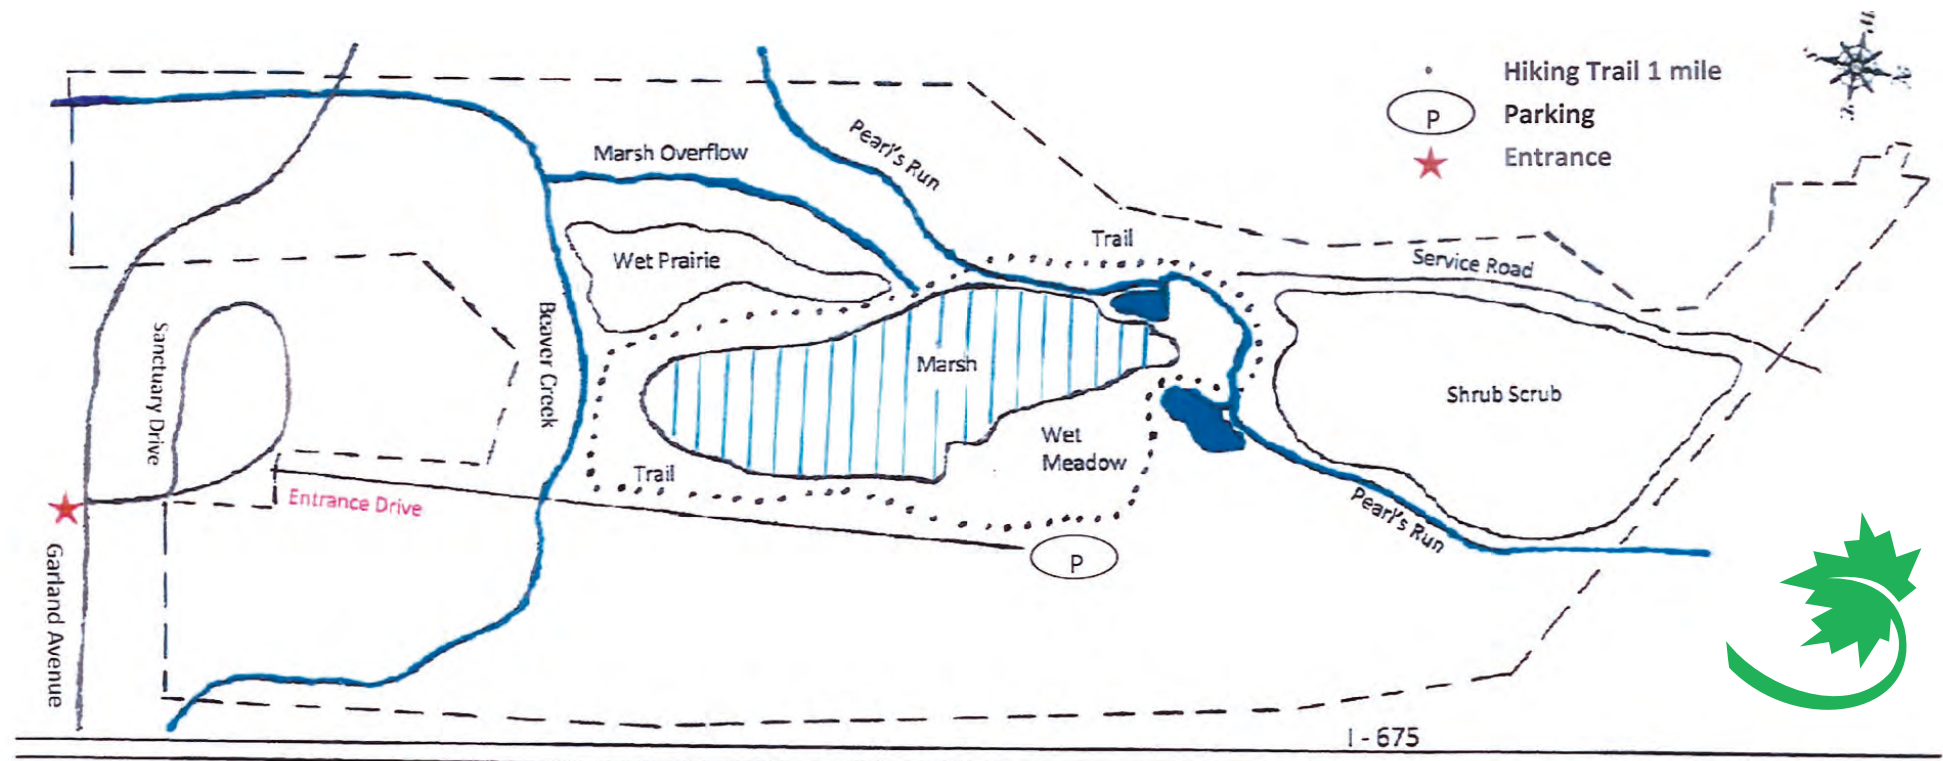 Hiking Trail 1 mile
P
Parking
Entrance
Marsh Overflow
Pearl's Run
Wet Prairie
Trail
Service Road
Beaver Creek
Sanctuary Drive
Marsh
Shrub Scrub
Wet
Meadow
Trail
Entrance Drive
Pearl's Run
P
Garland Avenue
I - 675